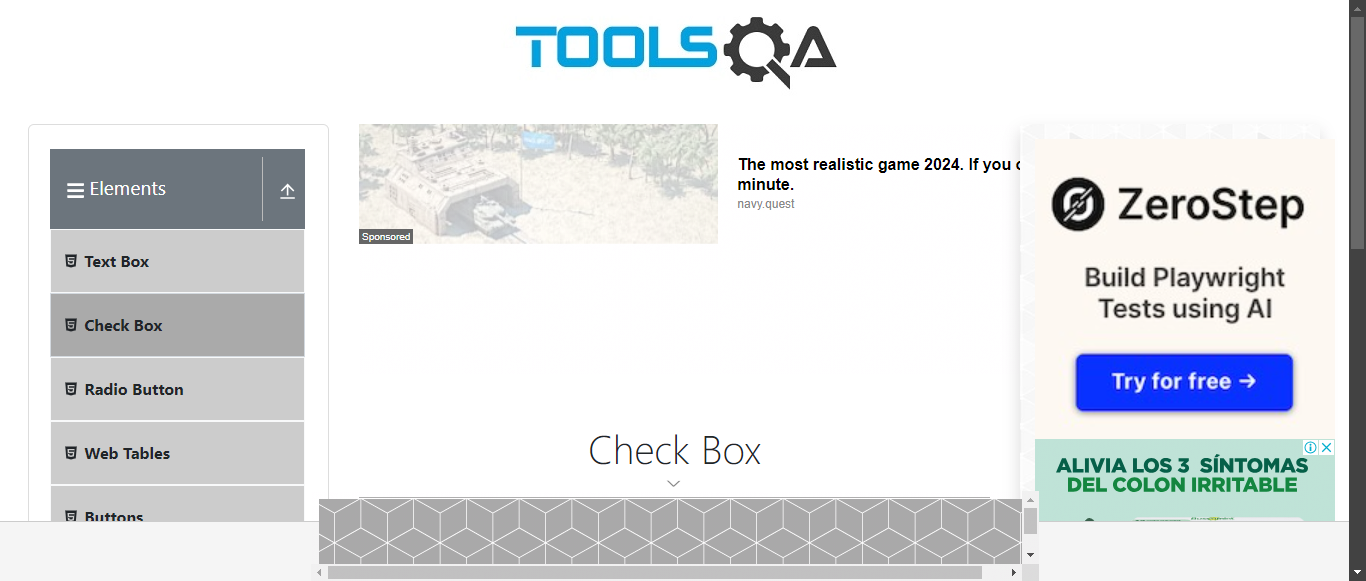 TOOLSQA
Elements
Text Box
Check Box
Radio Button
Web Tables
Buttons
Sponsored
The most realistic game 2024. If you
minute.
navy.quest
Check Box
ZeroStep
Build Playwright
Tests using AI
Try for free →
ALIVIA LOS 3 SÍNTOMAS
DEL COLON IRRITABLE